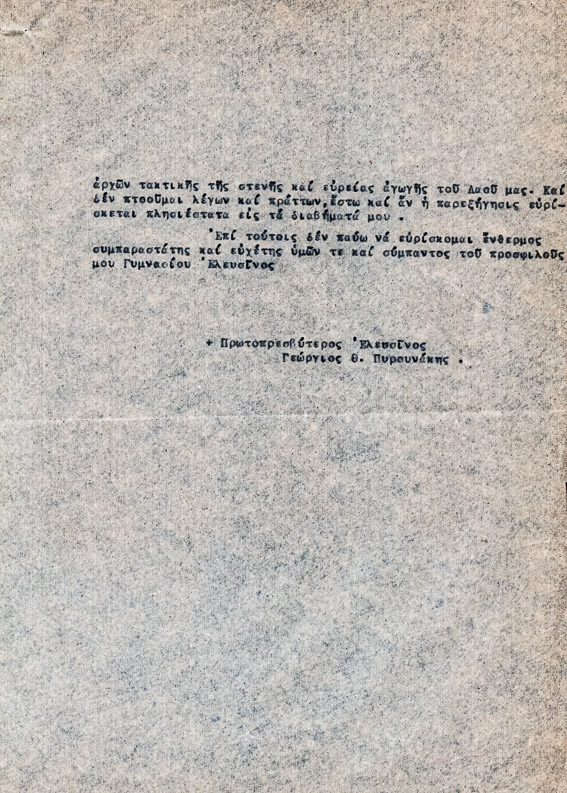 ἀρχῶν τακτικῆς τῆς στενῆς καί εὐρείας ἀγωγῆς τοῦ Λαοῦ μας. Καί
δέν πτοοῦμαι λέγων καί πράττων,ἔστω καί ἄν ἡ παρεξήγησις εὑρί-
σκεται πλησιέστατα εἰς τά διαβήματά μου .
Ἐπί τούτοις δέν παύω νά εὑρίσκομαι ἔνθερμος
συμπαραστάτης καί εὐχέτης ὑμῶν τε καί σύμπαντος τοῦ προσφιλοῦς
μου Γυμνασίου Ἐλευσῖνος
+ Πρωτοπρεσβύτερος Ἐλευσῖνος
Γεώργιος Θ. Πυρουνάκης .